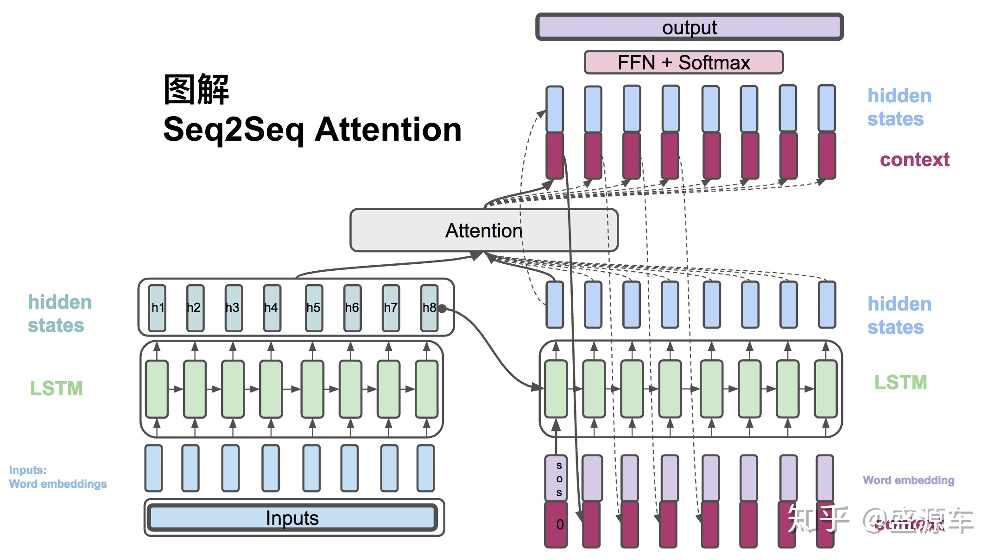 output
FFN + Softmax
图解
Seq2Seq Attention
hidden
states
context
Attention
hidden
states
h1 h2 h3 h4 h5 h6 h7 h8
hidden
states
LSTM
LSTM
Inputs:
Word embeddings
s
o
s
Word embedding
Inputs
0
context
知乎 @盛源车